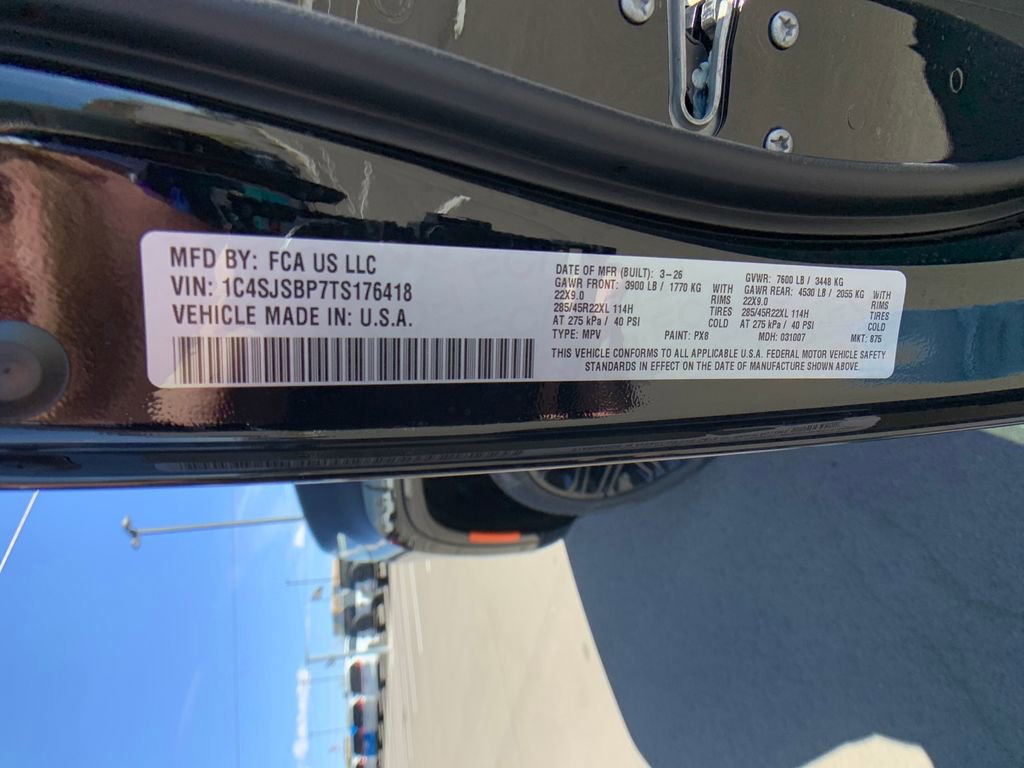 MFD BY: FCA US LLC
VIN: 1C4SJSBP7TS176418
VEHICLE MADE IN: U.S.A.
DATE OF MFR (BUILT): 3-26 GVWR: 7600 LB / 3448 KG
GAWR FRONT: 3900 LB / 1770 KG WITH GAWR REAR: 4530 LB / 2055 KG WITH
22X9.0 RIMS 22X9.0 RIMS
285/45R22XL 114H TIRES 285/45R22XL 114H TIRES
AT 275 kPa / 40 PSI COLD AT 275 kPa / 40 PSI COLD
TYPE: MPV PAINT: PX8 MDH: 031007 MKT: 875
THIS VEHICLE CONFORMS TO ALL APPLICABLE U.S.A. FEDERAL MOTOR VEHICLE SAFETY
STANDARDS IN EFFECT ON THE DATE OF MANUFACTURE SHOWN ABOVE.